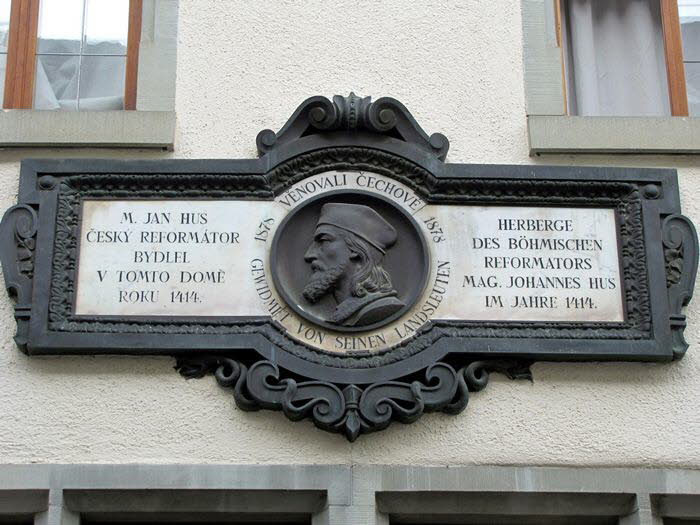 M. JAN HUS
ČESKÝ REFORMÁTOR
BYDLEL
V TOMTO DOMĚ
ROKU 1414.
VĚNOVALI ČECHOVÉ
1878 1878
GEWIDMET VON SEINEN LANDSLEUTEN
HERBERGE
DES BÖHMISCHEN
REFORMATORS
MAG. JOHANNES HUS
IM JAHRE 1414.